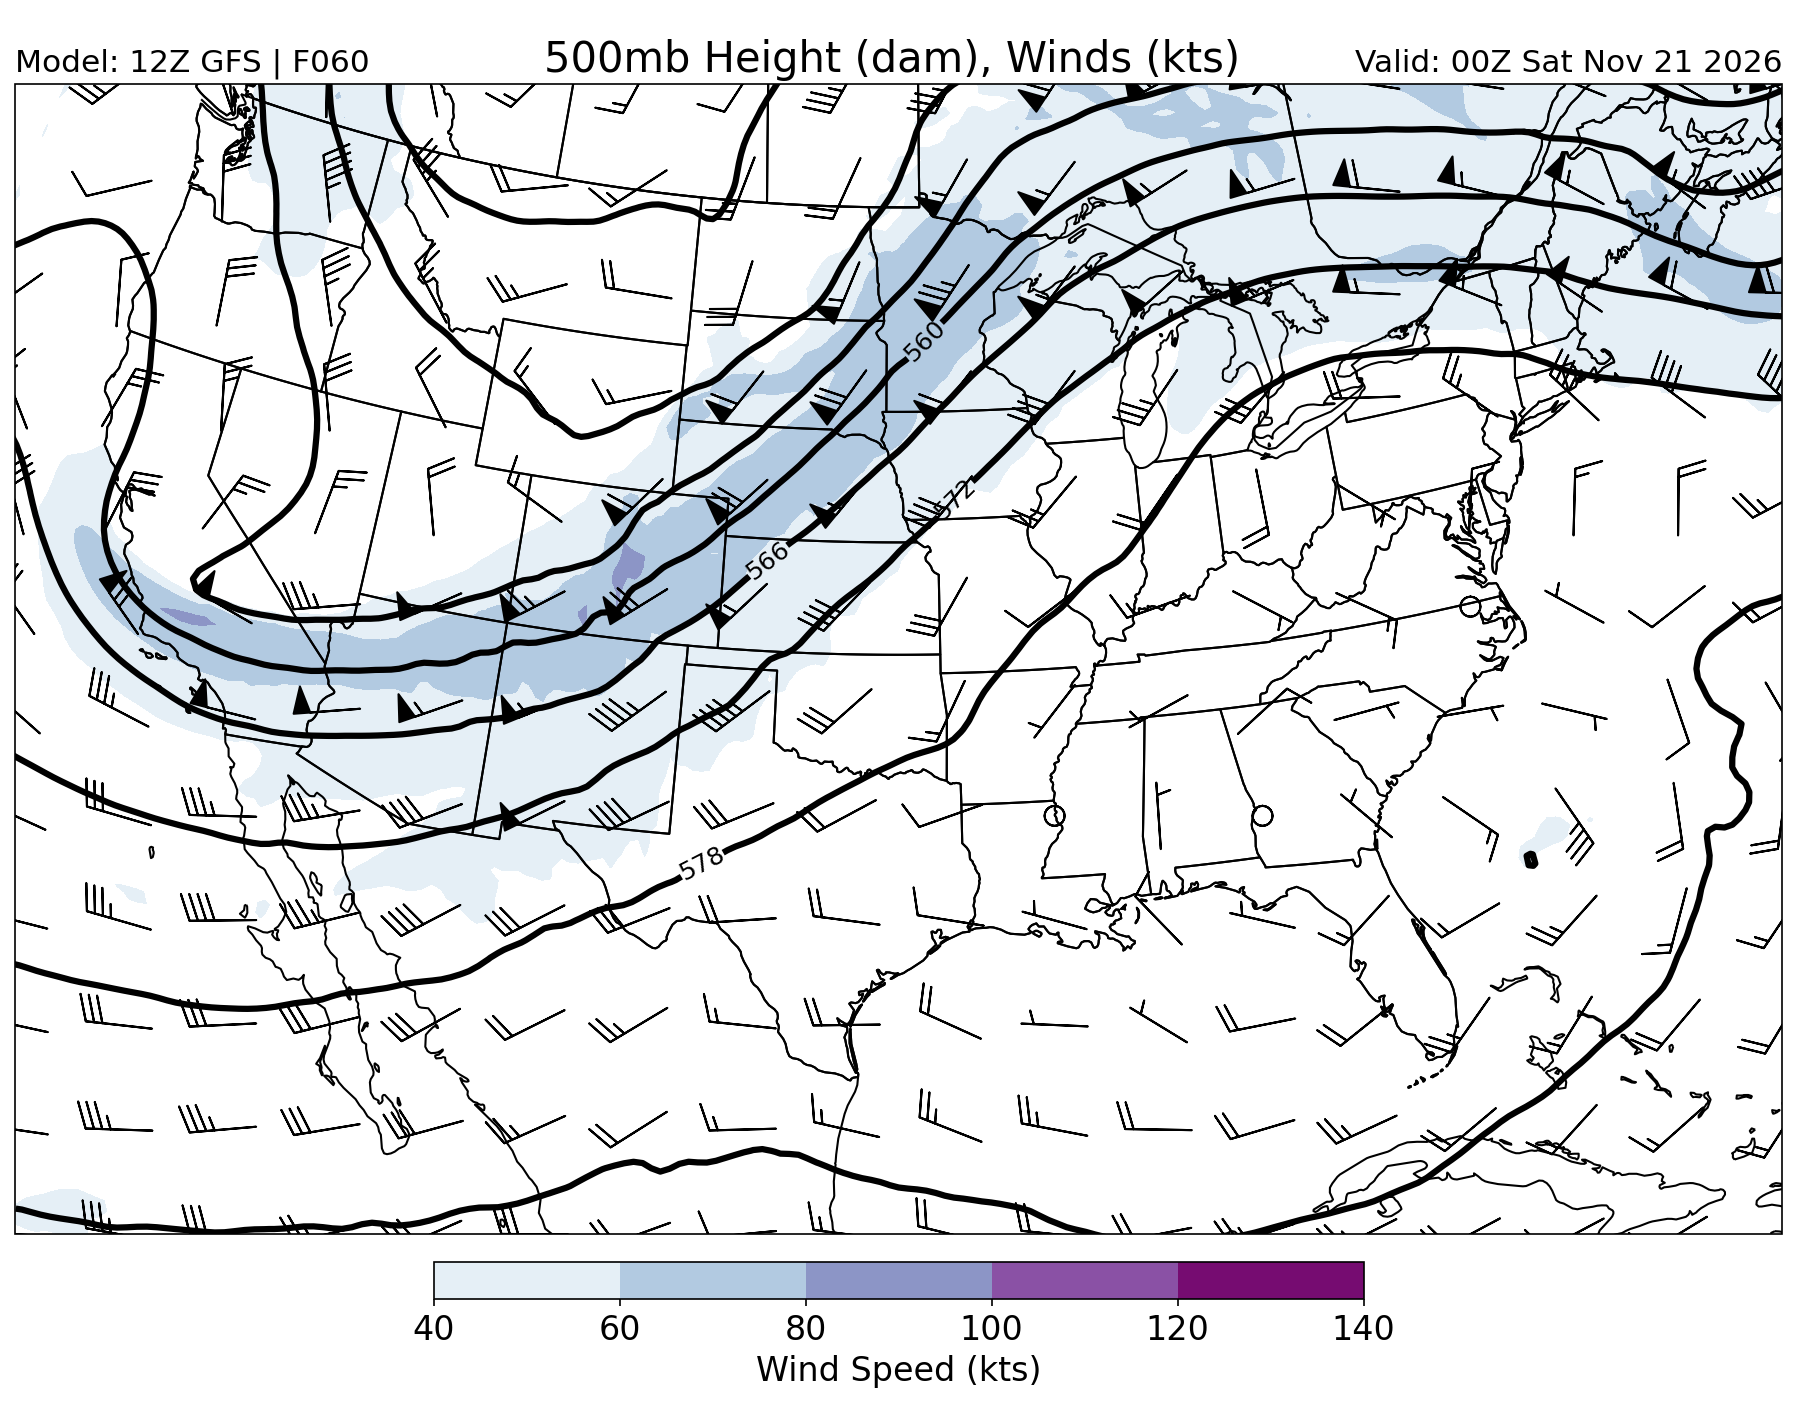 Model: 12Z GFS | F060
500mb Height (dam), Winds (kts)
Valid: 00Z Sat Nov 21 2026
560
572
566
578
40 60 80 100 120 140
Wind Speed (kts)